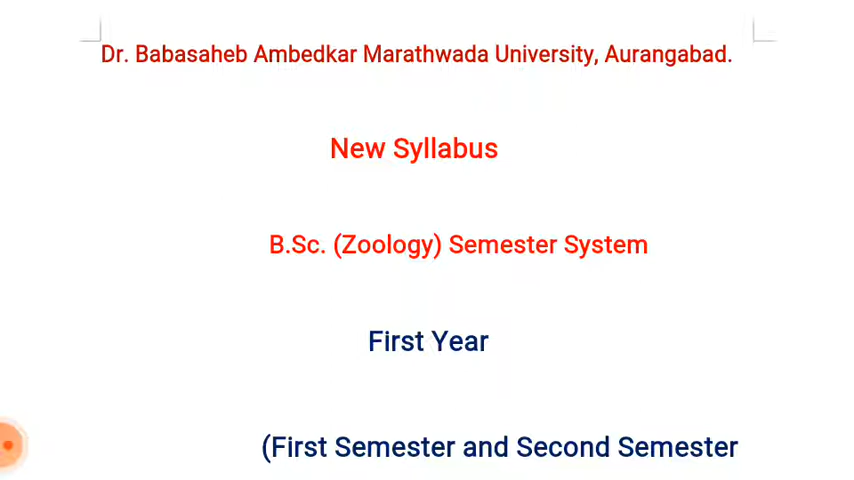 Dr. Babasaheb Ambedkar Marathwada University, Aurangabad.
New Syllabus
B.Sc. (Zoology) Semester System
First Year
(First Semester and Second Semester